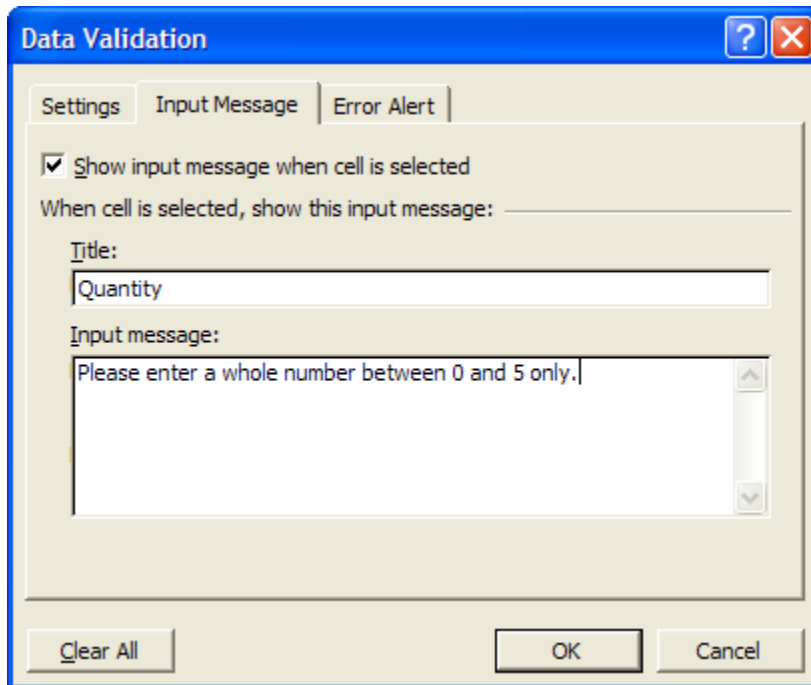 Data Validation
Settings Input Message Error Alert
Show input message when cell is selected
When cell is selected, show this input message:
Title:
Quantity
Input message:
Please enter a whole number between 0 and 5 only.
Clear All OK Cancel